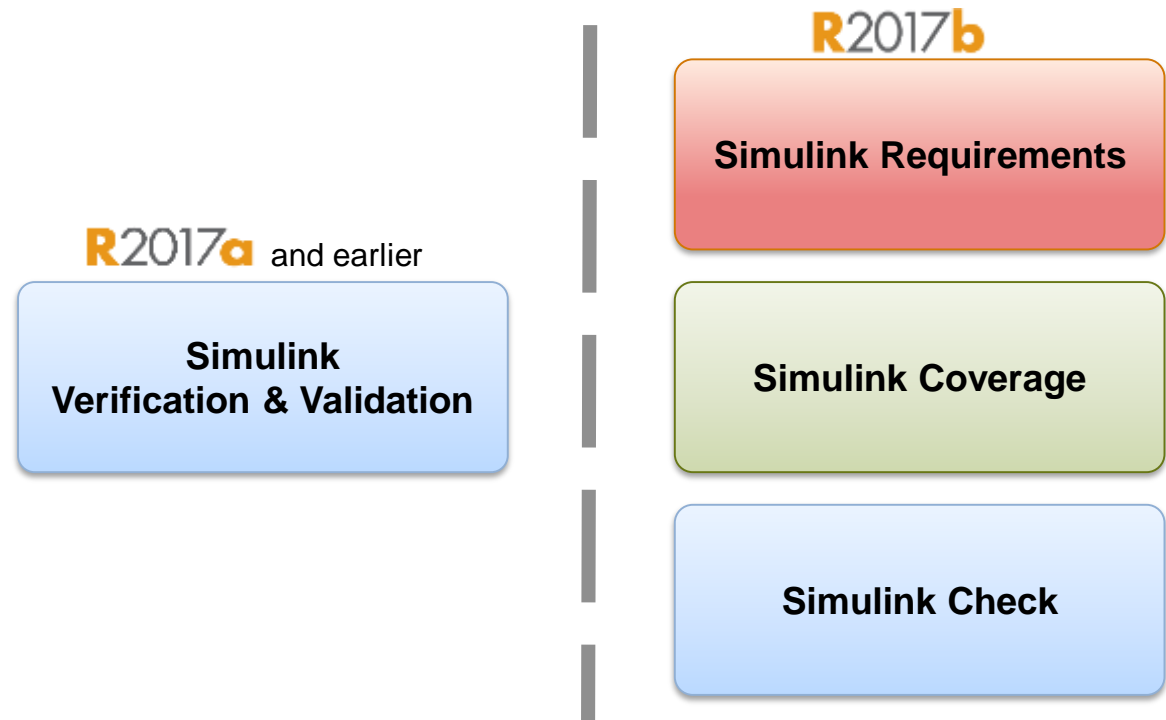 R2017a and earlier
Simulink
Verification & Validation
R2017b
Simulink Requirements
Simulink Coverage
Simulink Check